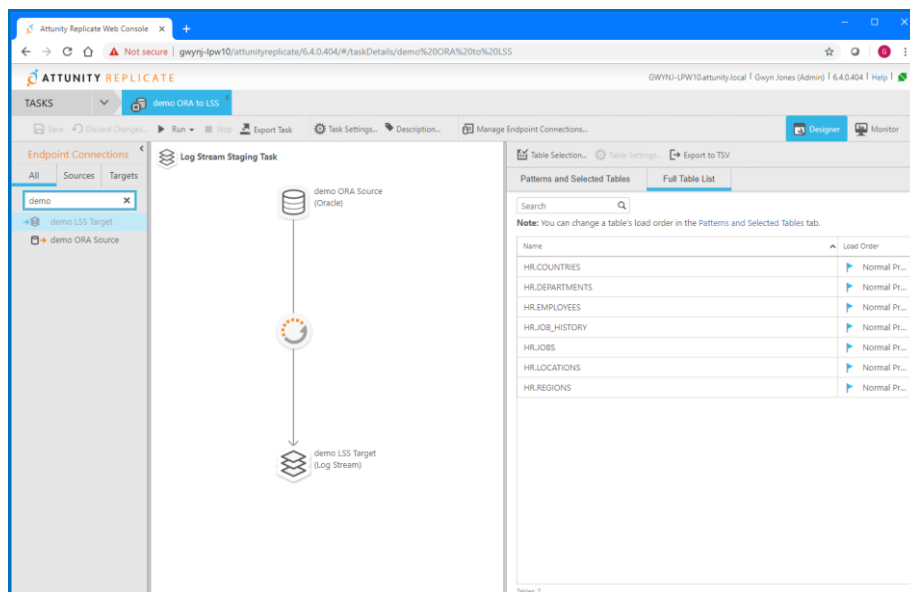 Attunity Replicate Web Console
Not secure | gwynj-lpw10/attunityreplicate/6.4.0.404/#/taskDetails/demo%20ORA%20to%20LSS
G
ATTUNITY REPLICATE
GWYNJ-LPW10.attunity.local | Gwyn Jones (Admin) | 6.4.0.404 | Help |
TASKS
demo ORA to LSS
Save Discard Changes... Run Stop Export Task Task Settings... Description... Manage Endpoint Connections... Designer Monitor
Endpoint Connections
All Sources Targets
demo
demo LSS Target
demo ORA Source
Log Stream Staging Task
demo ORA Source
(Oracle)
demo LSS Target
(Log Stream)
Table Selection... Table Settings... Export to TSV
Patterns and Selected Tables Full Table List
Search
Note: You can change a table's load order in the Patterns and Selected Tables tab.
Name Load Order
HR.COUNTRIES Normal Pr...
HR.DEPARTMENTS Normal Pr...
HR.EMPLOYEES Normal Pr...
HR.JOB_HISTORY Normal Pr...
HR.JOBS Normal Pr...
HR.LOCATIONS Normal Pr...
HR.REGIONS Normal Pr...
Tables: 7